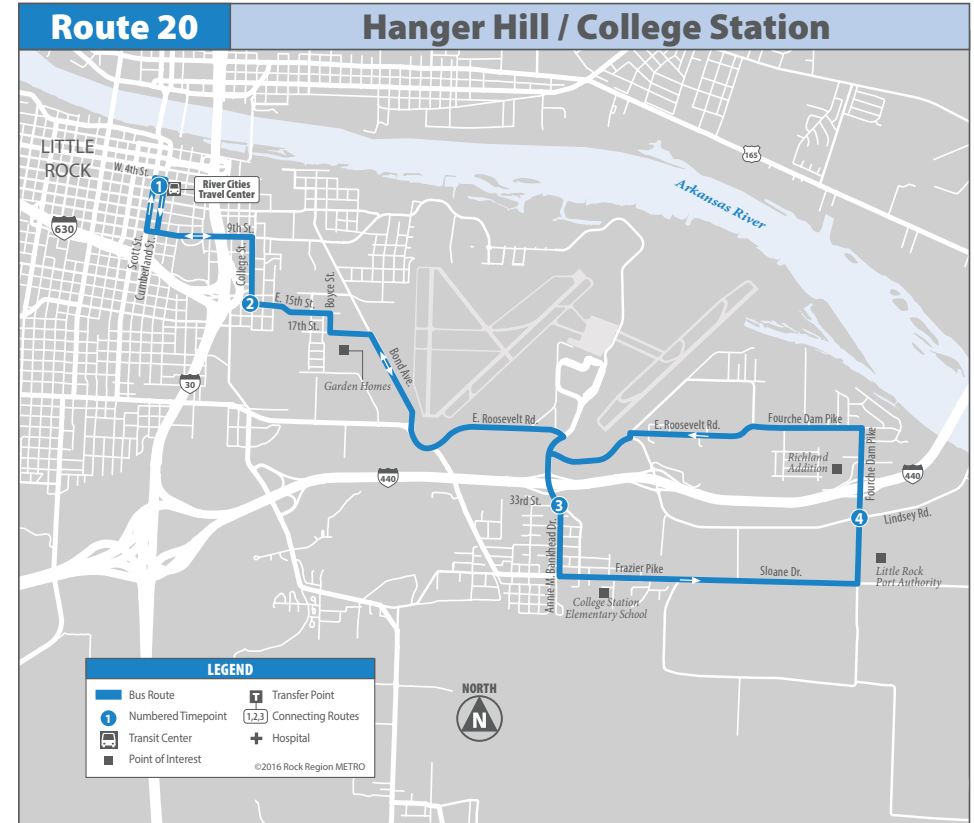 Route 20
Hanger Hill / College Station
LITTLE
ROCK
W. 4th St.
1
River Cities
Travel Center
165
Arkansas River
630
Scott St.
Cumberland St.
9th St.
College St.
2
E. 15th St.
Boyce St.
17th St.
Garden Homes
Bond Ave.
30
E. Roosevelt Rd.
E. Roosevelt Rd.
Fourche Dam Pike
Fourche Dam Pike
Richland
Addition
440
440
33rd St.
3
4
Lindsey Rd.
Annie M. Bankhead Dr.
Frazier Pike
Sloane Dr.
Little Rock
Port Authority
College Station
Elementary School
LEGEND
Bus Route
1 Numbered Timepoint
Transit Center
Point of Interest
T Transfer Point
1,2,3 Connecting Routes
Hospital
©2016 Rock Region METRO
NORTH
N